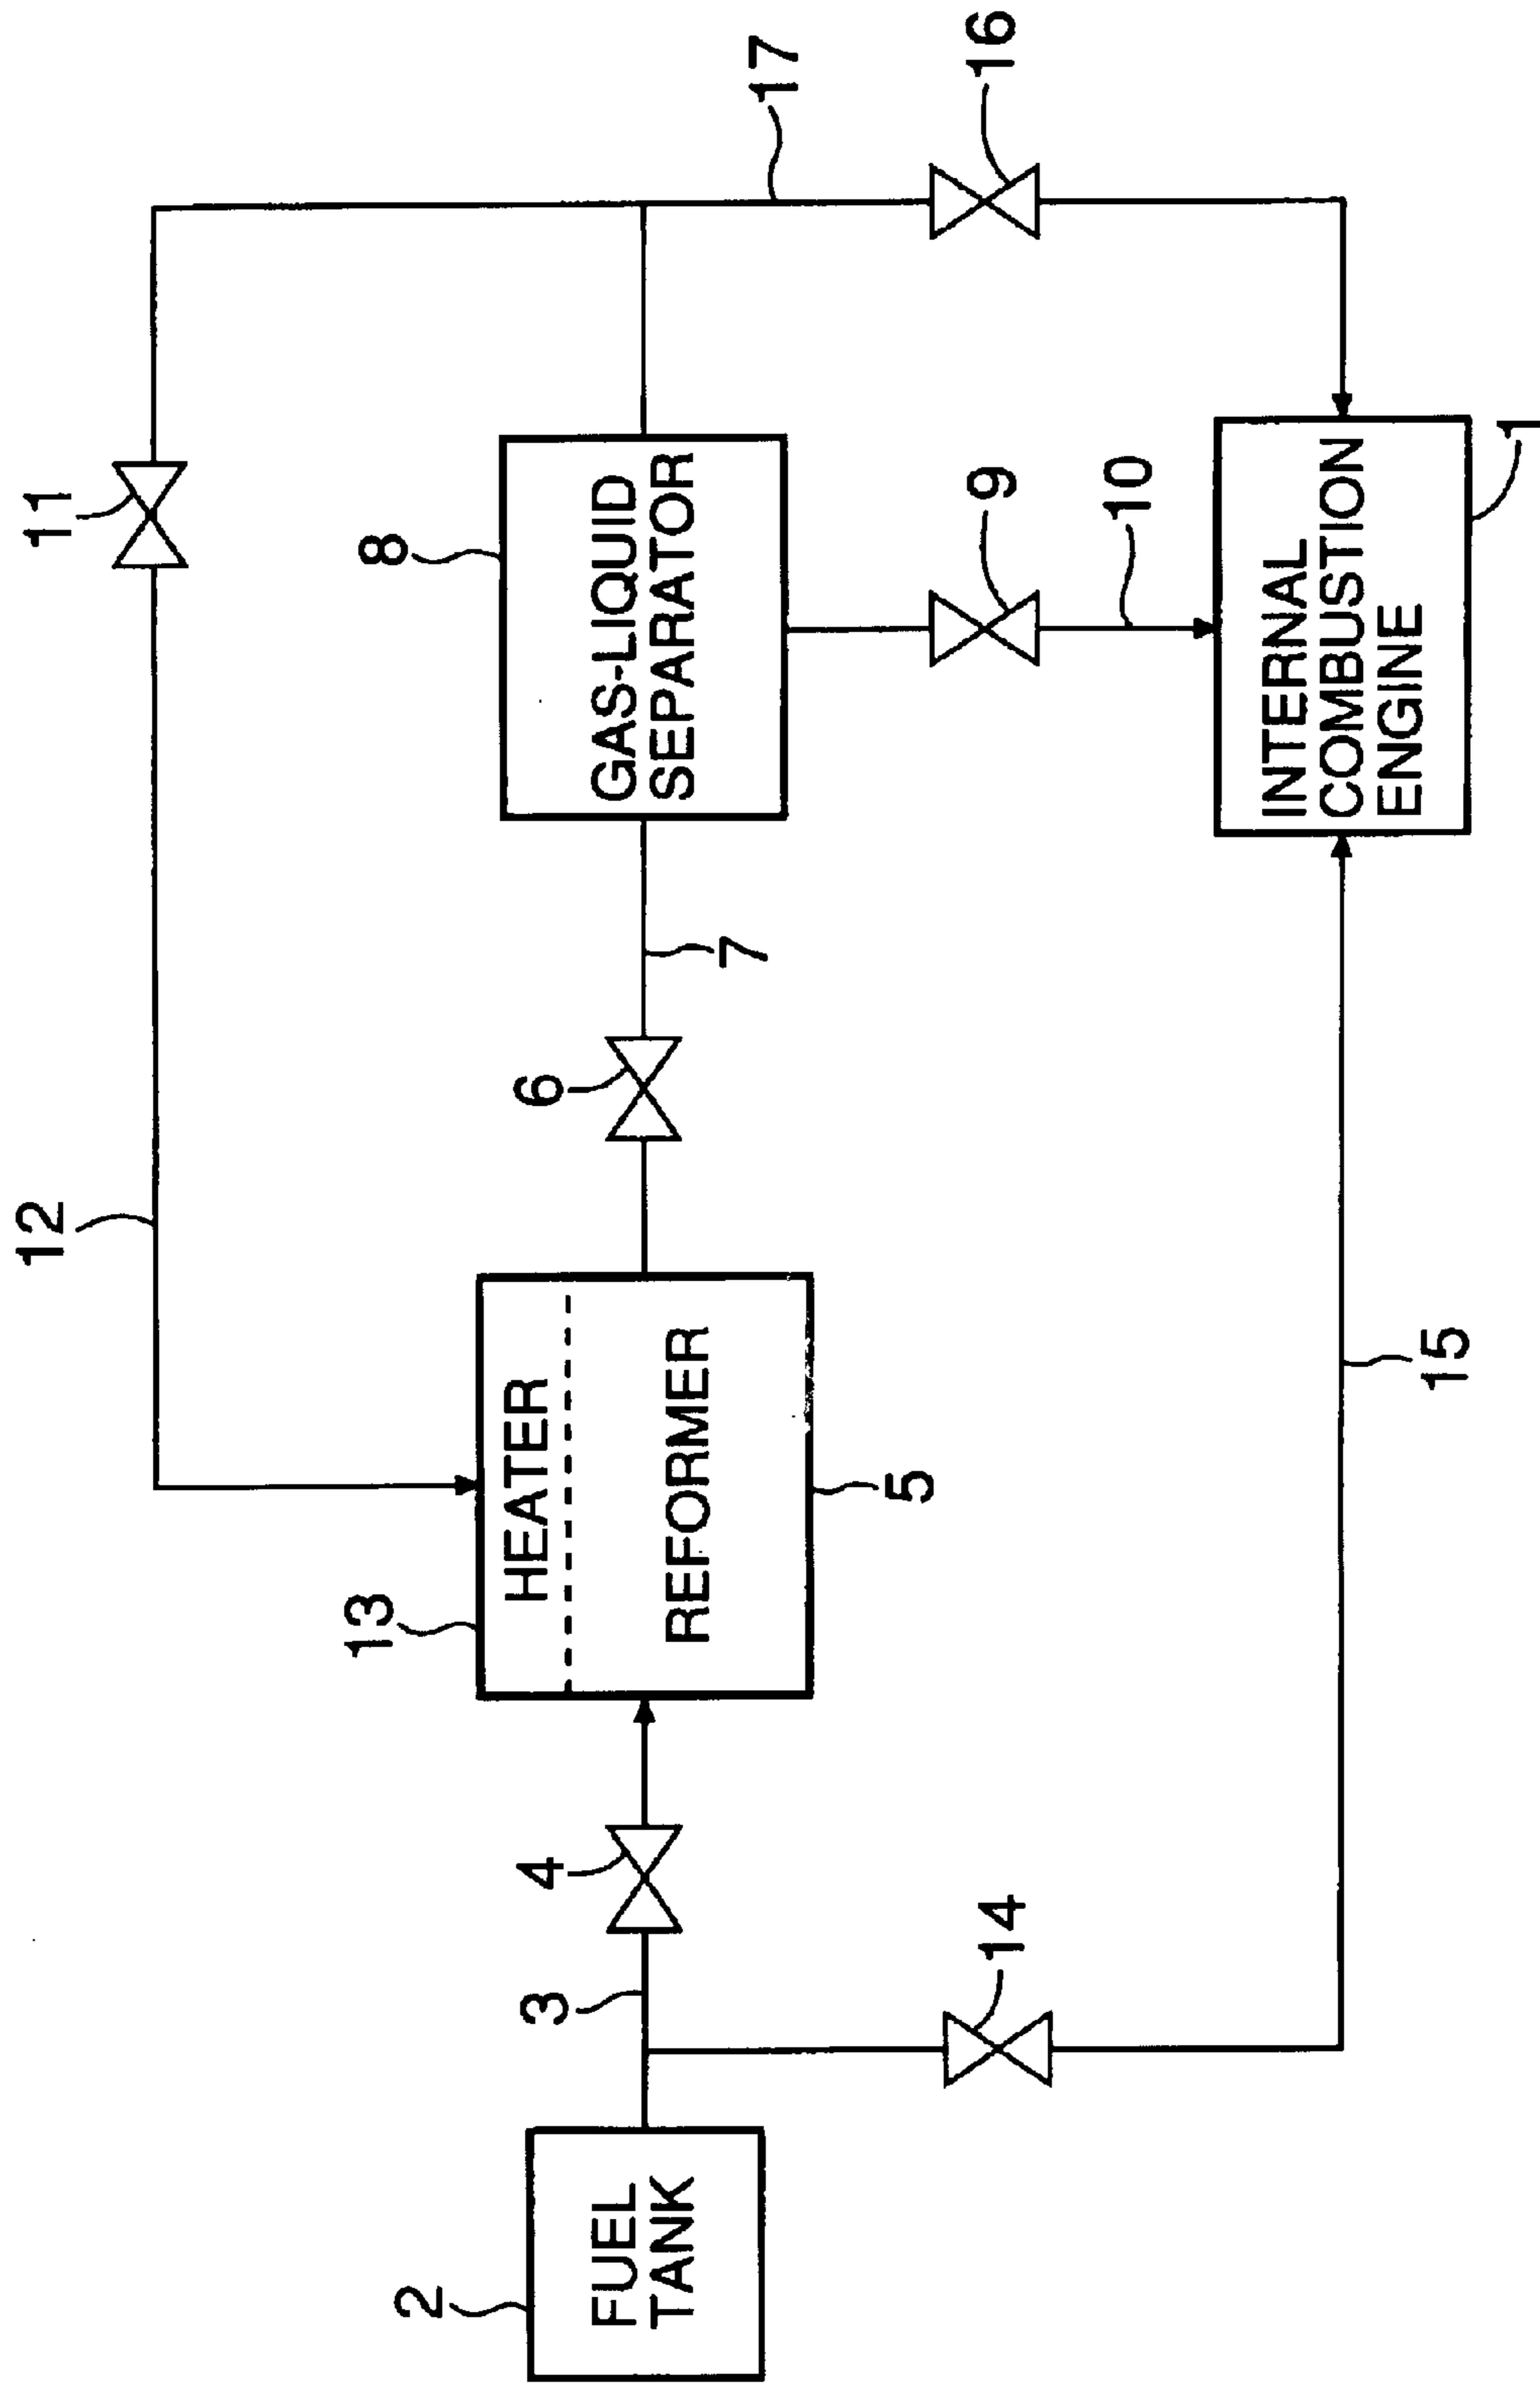 11
12
17
16
8
GAS-LIQUID
SEPARATOR
6
7
9
10
13
HEATER
REFORMER
5
4
3
14
2
FUEL
TANK
15
INTERNAL
COMBUSTION
ENGINE
1